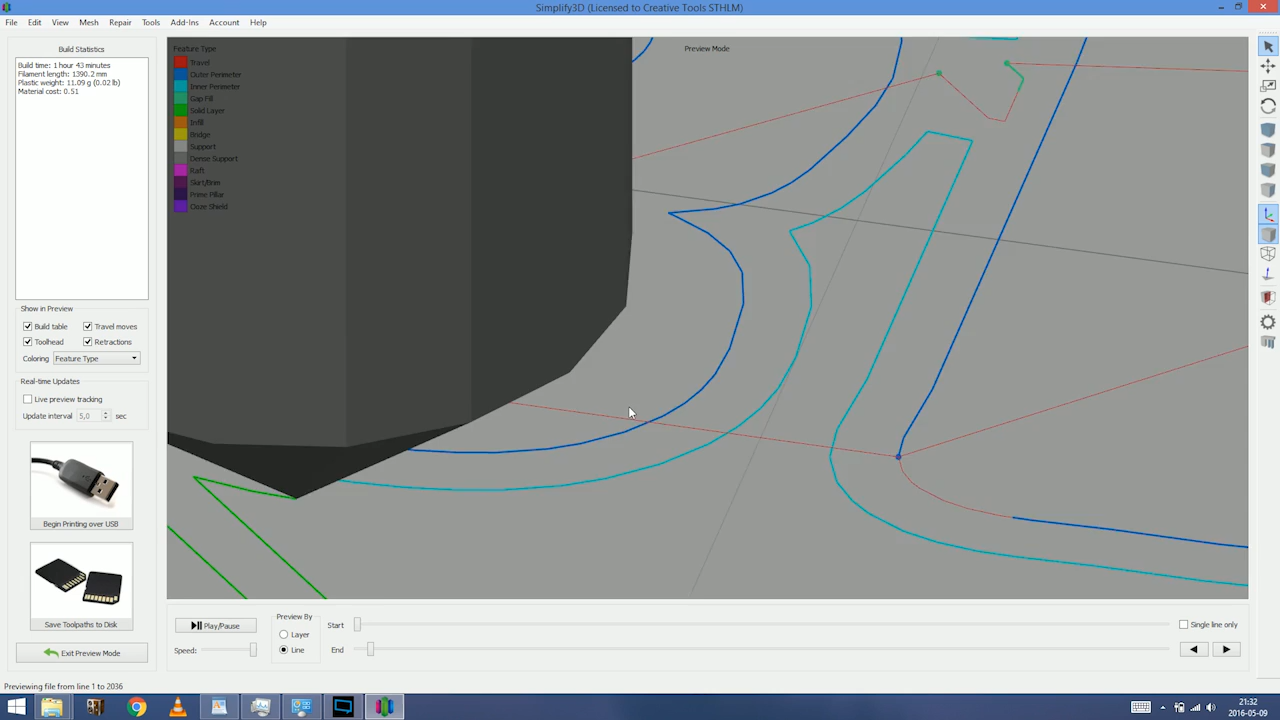 Simplify3D (Licensed to Creative Tools STHLM)
File Edit View Mesh Repair Tools Add-Ins Account Help
Build Statistics
Build time: 1 hour 43 minutes
Filament length: 1390.2 mm
Plastic weight: 11.09 g (0.02 lb)
Material cost: 0.51
Show in Preview
Build table Travel moves
Toolhead Retractions
Coloring Feature Type
Real-time Updates
Live preview tracking
Update interval 5,0 sec
Begin Printing over USB
Save Toolpaths to Disk
Exit Preview Mode
Feature Type
Travel
Outer Perimeter
Inner Perimeter
Gap Fill
Solid Layer
Infill
Bridge
Support
Dense Support
Raft
Skirt/Brim
Prime Pillar
Ooze Shield
Preview Mode
Play/Pause
Speed:
Preview By
Layer
Line
Start
End
Single line only
Previewing file from line 1 to 2036
21:32
2016-05-09